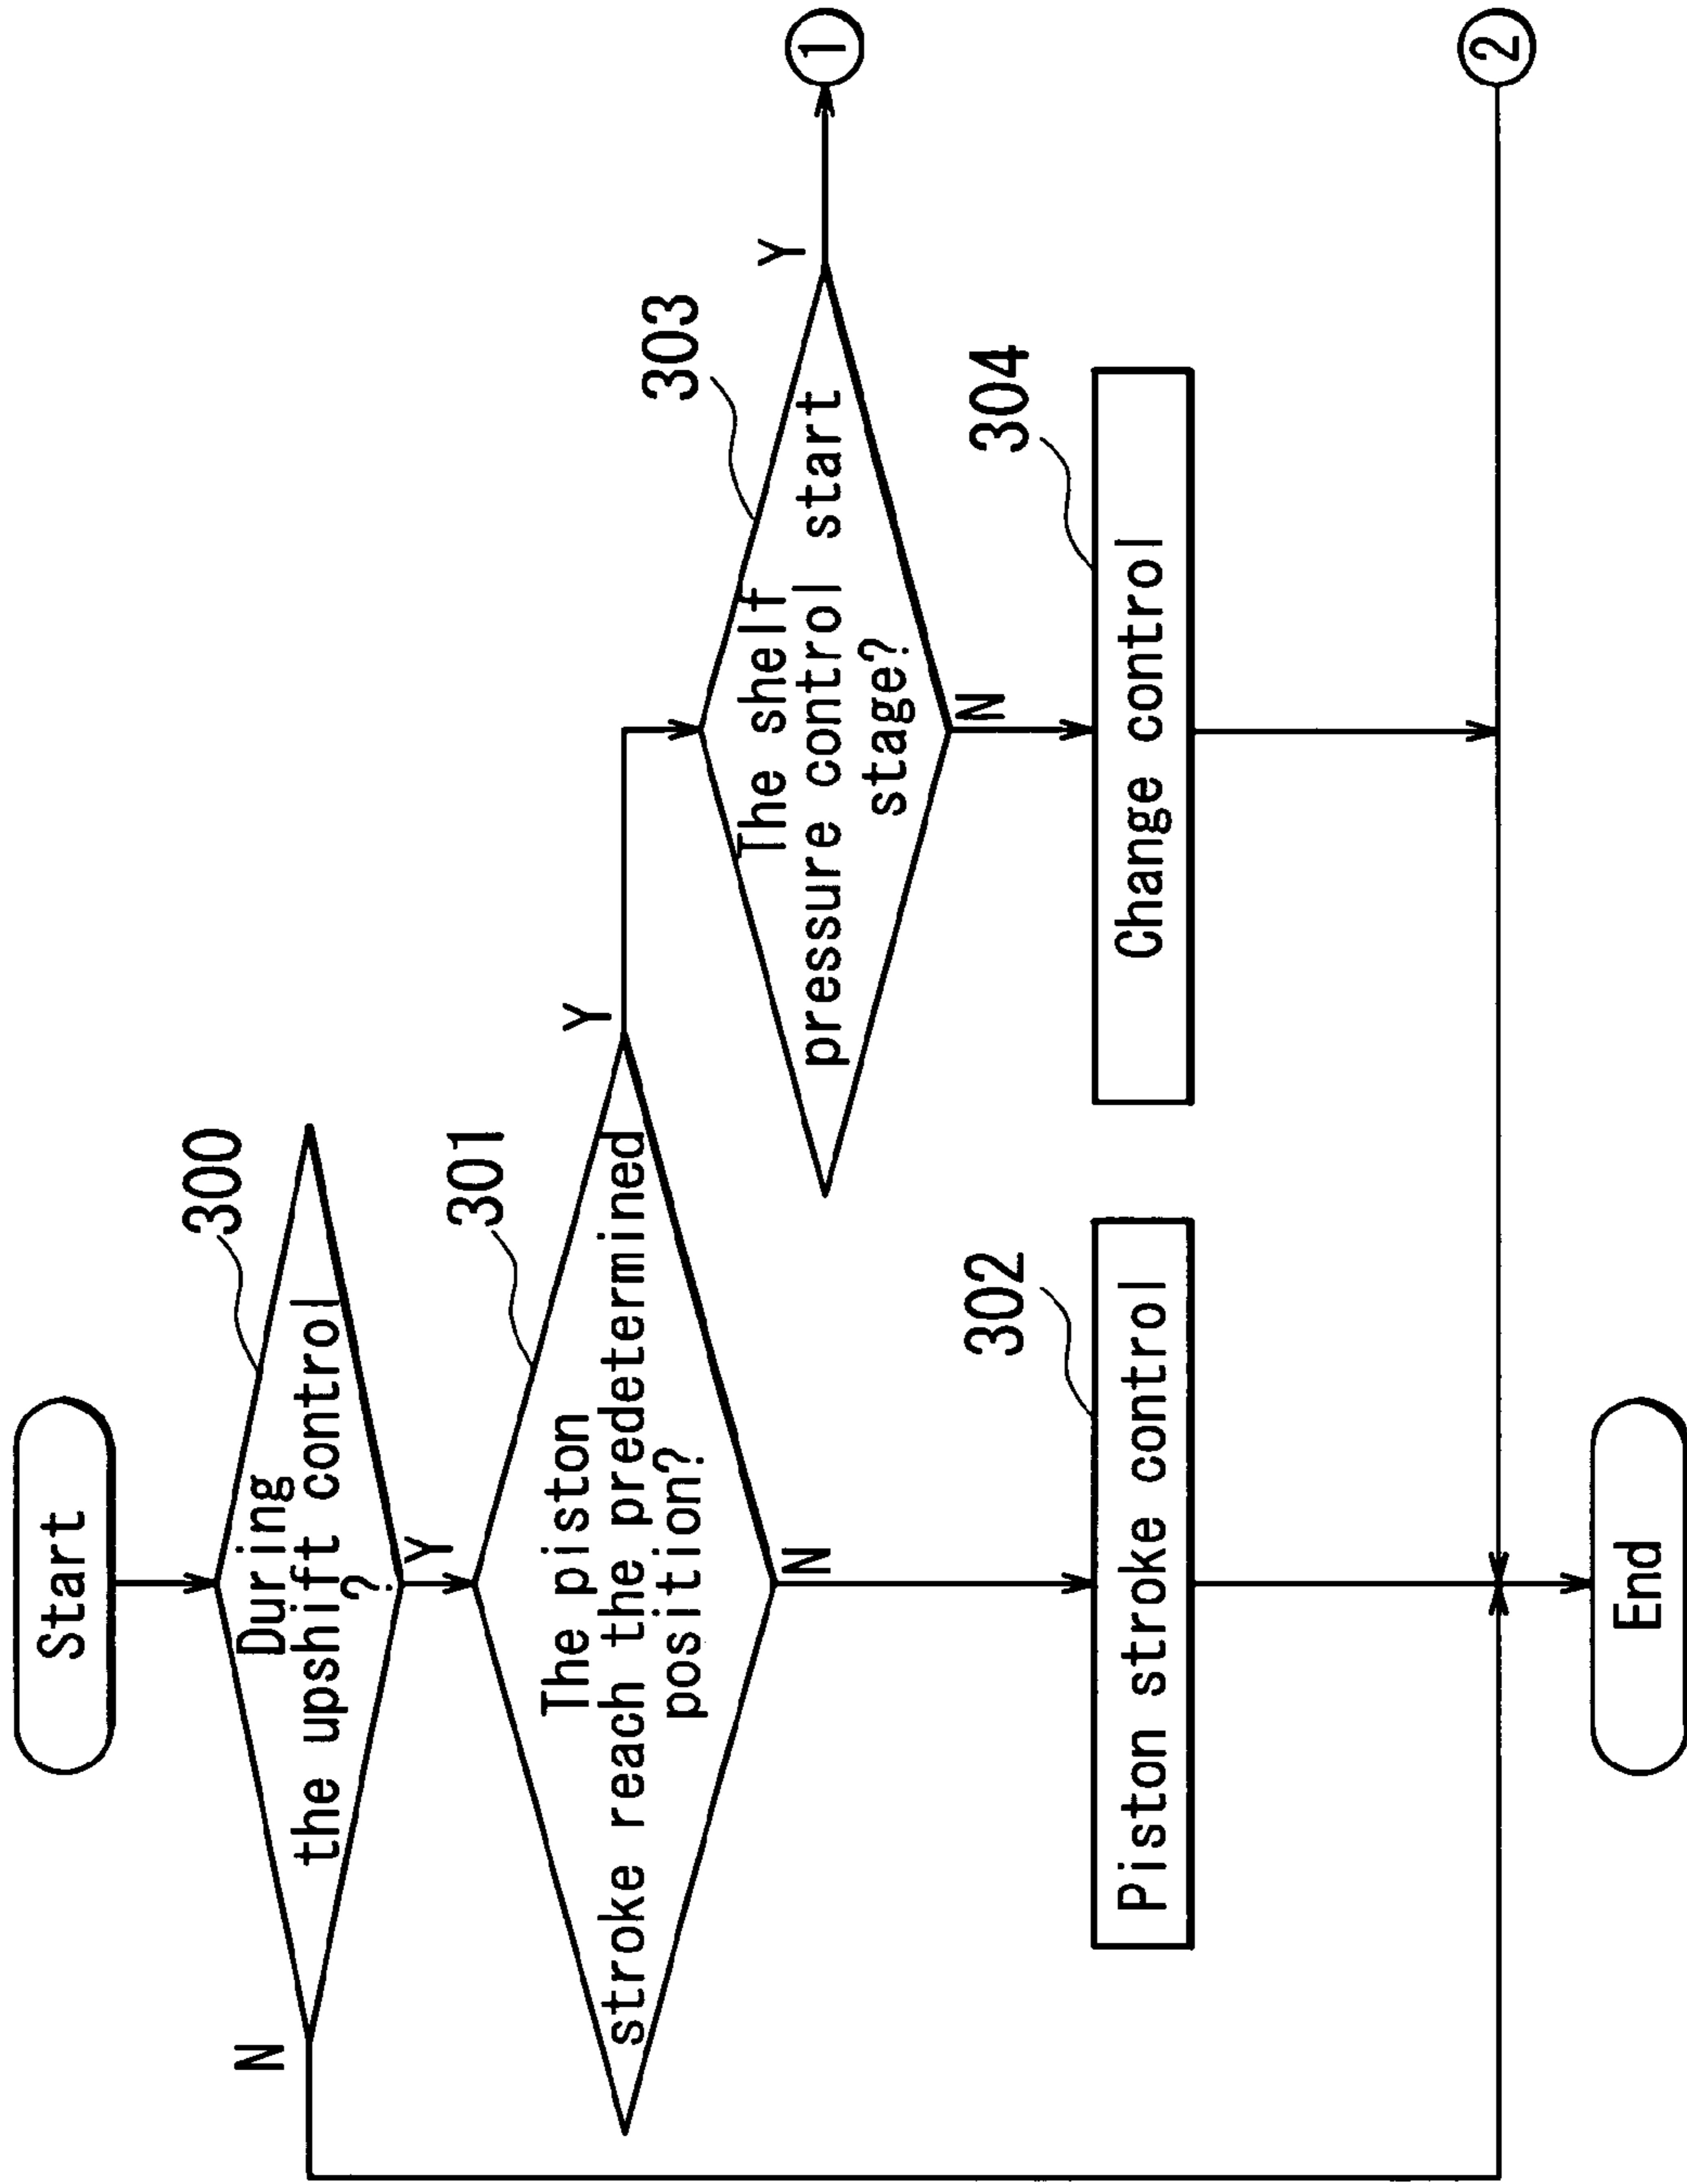 Start
300
During
the upshift control
?
N
Y
301
The piston
stroke reach the predetermined
position?
Y
N
303
The shelf
pressure control start
stage?
Y
1
N
302
Piston stroke control
304
Change control
2
End